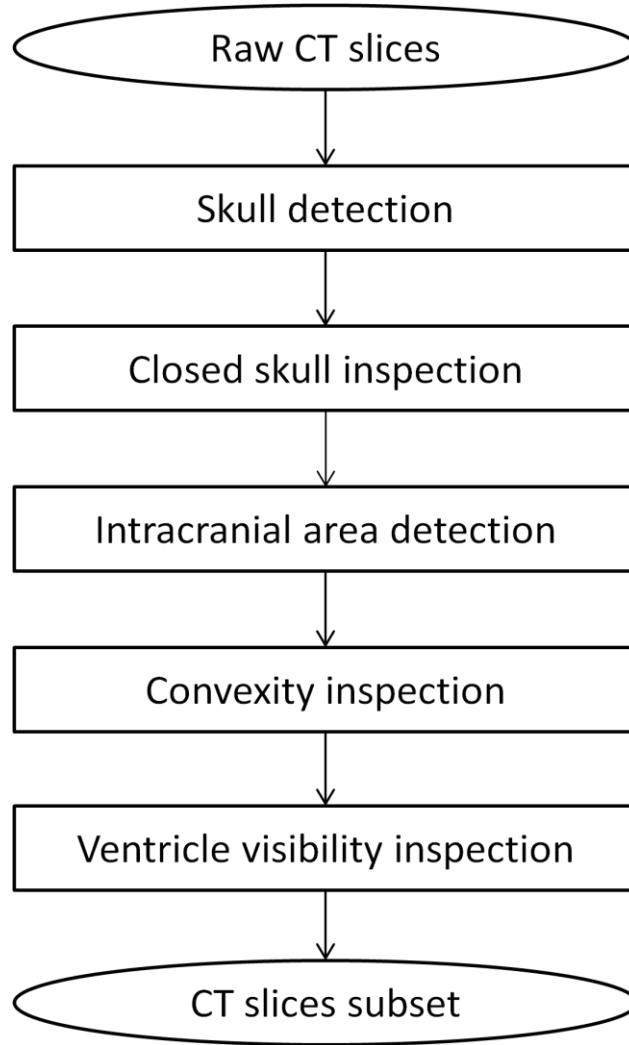 Raw CT slices
Skull detection
Closed skull inspection
Intracranial area detection
Convexity inspection
Ventricle visibility inspection
CT slices subset